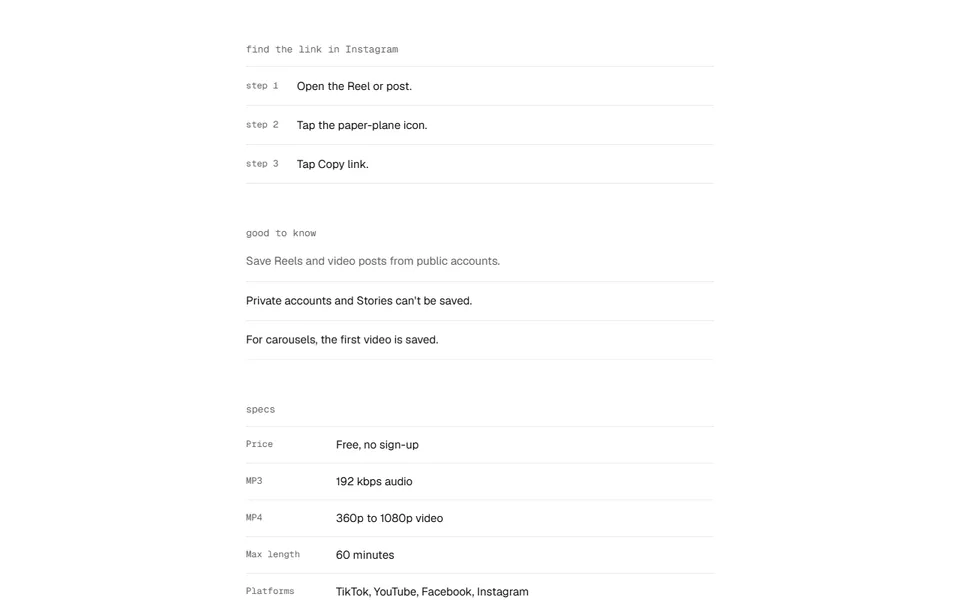 find the link in Instagram
step 1 Open the Reel or post.
step 2 Tap the paper-plane icon.
step 3 Tap Copy link.
good to know
Save Reels and video posts from public accounts.
Private accounts and Stories can't be saved.
For carousels, the first video is saved.
specs
Price Free, no sign-up
MP3 192 kbps audio
MP4 360p to 1080p video
Max length 60 minutes
Platforms TikTok, YouTube, Facebook, Instagram